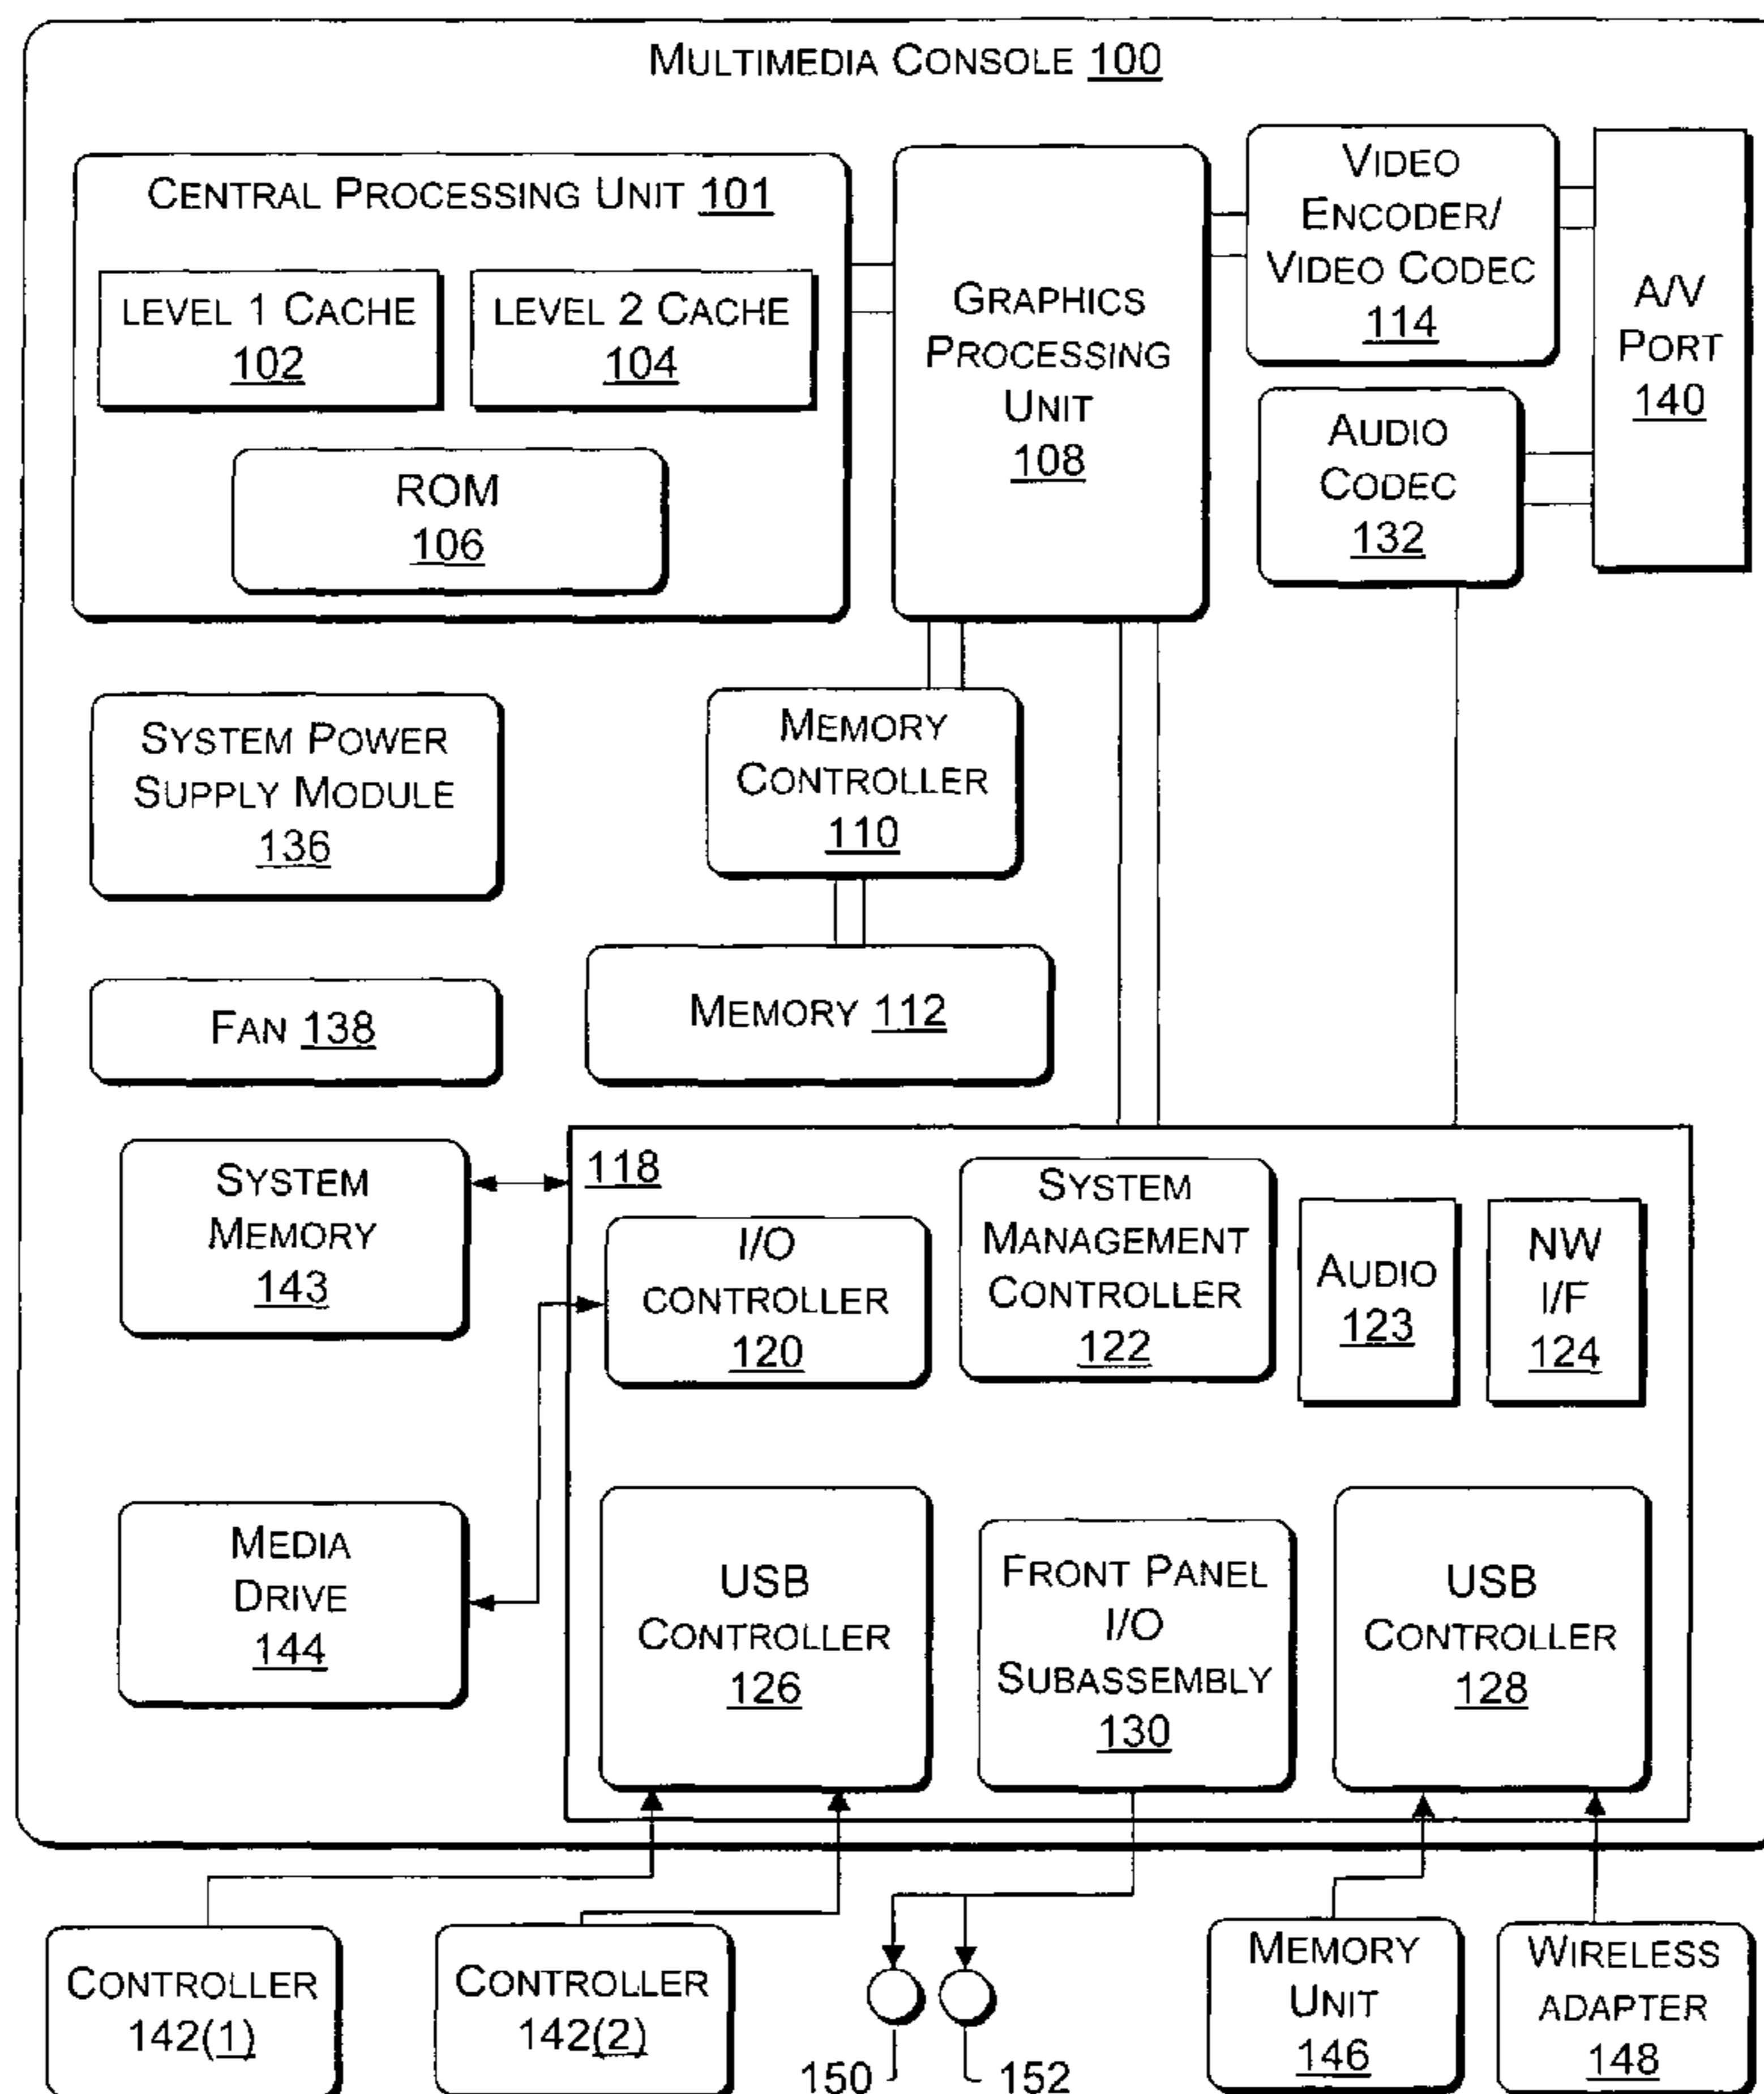 MULTIMEDIA CONSOLE 100
CENTRAL PROCESSING UNIT 101
LEVEL 1 CACHE
102
LEVEL 2 CACHE
104
ROM
106
GRAPHICS
PROCESSING
UNIT
108
VIDEO
ENCODER/
VIDEO CODEC
114
AUDIO
CODEC
132
A/V
PORT
140
SYSTEM POWER
SUPPLY MODULE
136
MEMORY
CONTROLLER
110
FAN 138
MEMORY 112
SYSTEM
MEMORY
143
118
I/O
CONTROLLER
120
SYSTEM
MANAGEMENT
CONTROLLER
122
AUDIO
123
NW
I/F
124
MEDIA
DRIVE
144
USB
CONTROLLER
126
FRONT PANEL
I/O
SUBASSEMBLY
130
USB
CONTROLLER
128
CONTROLLER
142(1)
CONTROLLER
142(2)
150
152
MEMORY
UNIT
146
WIRELESS
ADAPTER
148